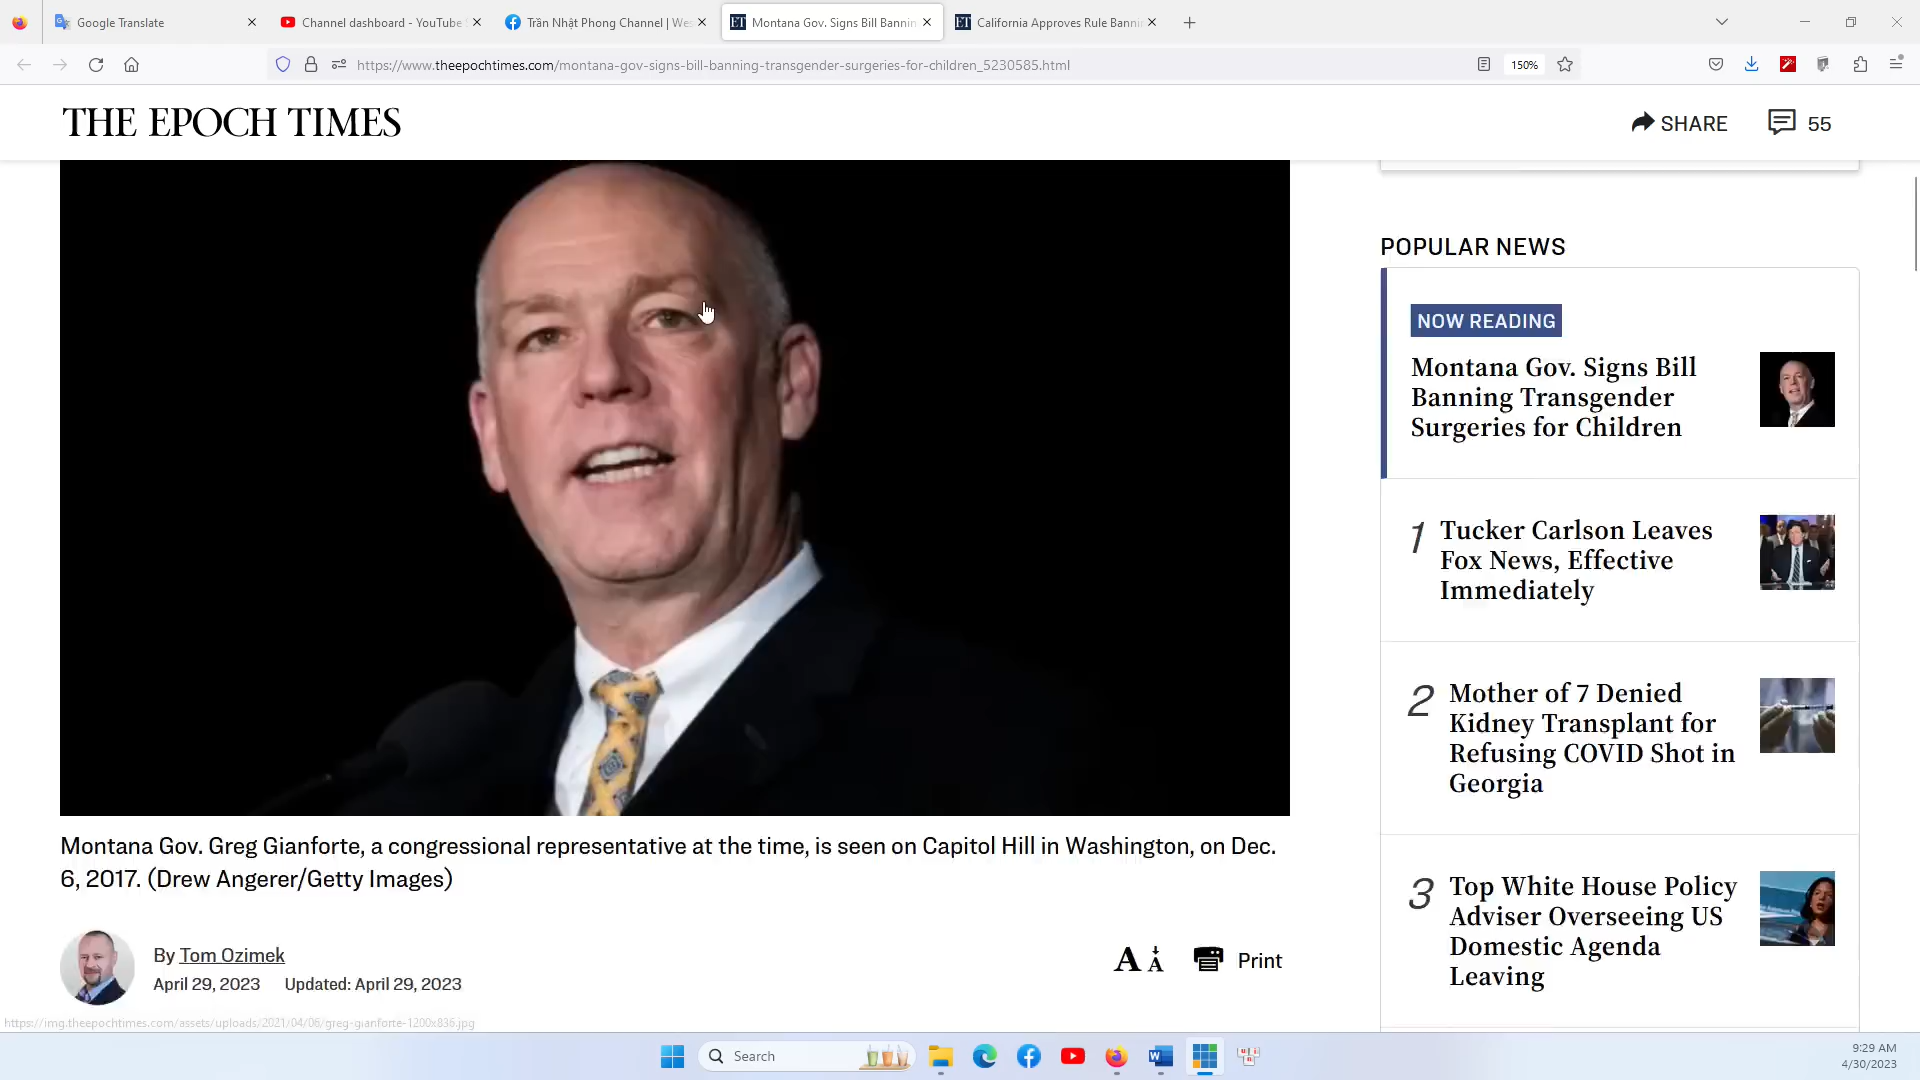 Google Translate
Channel dashboard - YouTube
Trần Nhật Phong Channel | Wes
Montana Gov. Signs Bill Bannin
California Approves Rule Banni
https://www.theepochtimes.com/montana-gov-signs-bill-banning-transgender-surgeries-for-children_5230585.html
150%
THE EPOCH TIMES
SHARE
55
POPULAR NEWS
NOW READING
Montana Gov. Signs Bill
Banning Transgender
Surgeries for Children
1
Tucker Carlson Leaves
Fox News, Effective
Immediately
2
Mother of 7 Denied
Kidney Transplant for
Refusing COVID Shot in
Georgia
3
Top White House Policy
Adviser Overseeing US
Domestic Agenda
Leaving
Montana Gov. Greg Gianforte, a congressional representative at the time, is seen on Capitol Hill in Washington, on Dec.
6, 2017. (Drew Angerer/Getty Images)
By Tom Ozimek
April 29, 2023 Updated: April 29, 2023
A A Print
https://img.theepochtimes.com/assets/uploads/2021/04/06/greg-gianforte-1200x836.jpg
Search
9:29 AM
4/30/2023